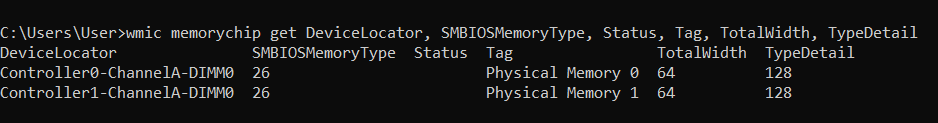 C:\Users\User>wmic memorychip get DeviceLocator, SMBIOSMemoryType, Status, Tag, TotalWidth, TypeDetail
DeviceLocator             SMBIOSMemoryType  Status  Tag                TotalWidth  TypeDetail
Controller0-ChannelA-DIMM0  26                        Physical Memory 0  64          128
Controller1-ChannelA-DIMM0  26                        Physical Memory 1  64          128